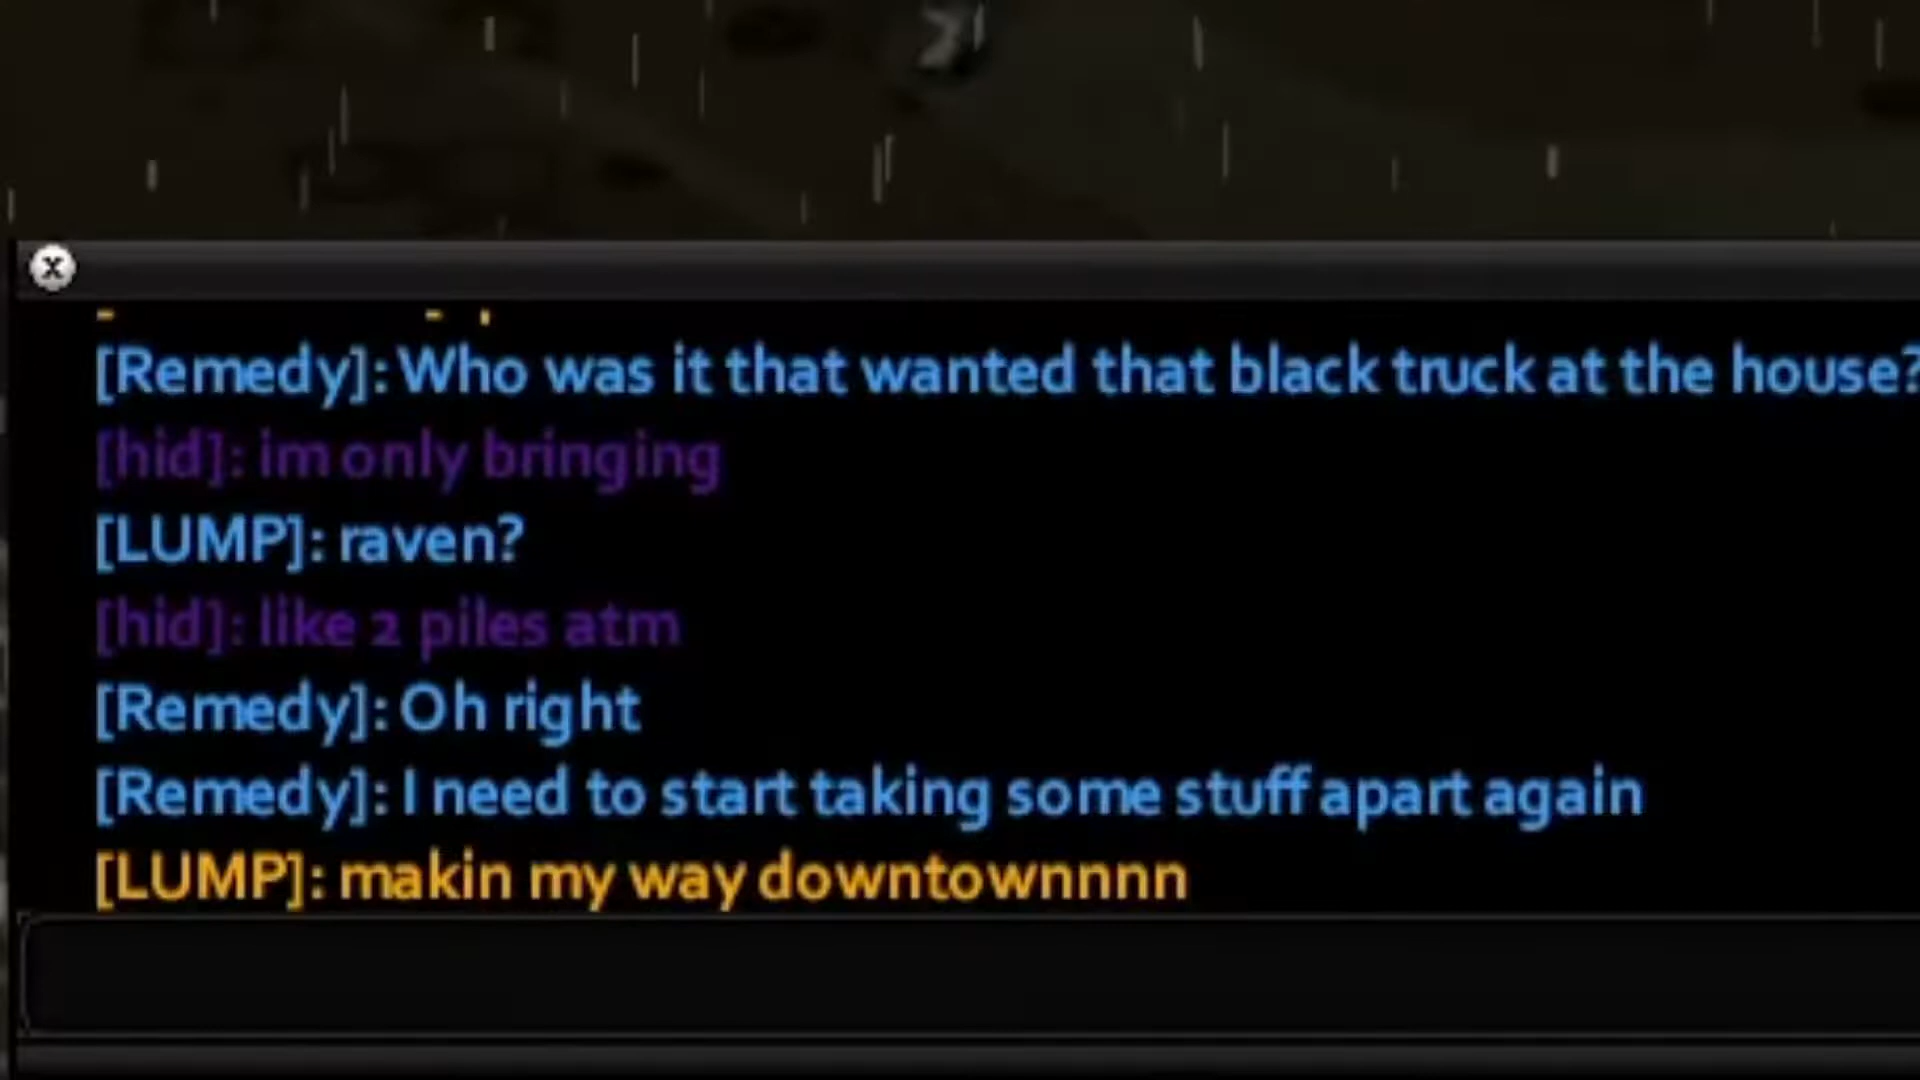 [Remedy]: Who was it that wanted that black truck at the house?
[hid]: im only bringing
[LUMP]: raven?
[hid]: like 2 piles atm
[Remedy]: Oh right
[Remedy]: I need to start taking some stuff apart again
[LUMP]: makin my way downtownnnn